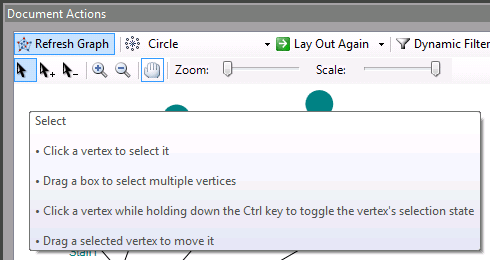 Document Actions
Refresh Graph Circle Lay Out Again Dynamic Filter
Zoom: Scale:
Select
• Click a vertex to select it
• Drag a box to select multiple vertices
• Click a vertex while holding down the Ctrl key to toggle the vertex's selection state
• Drag a selected vertex to move it